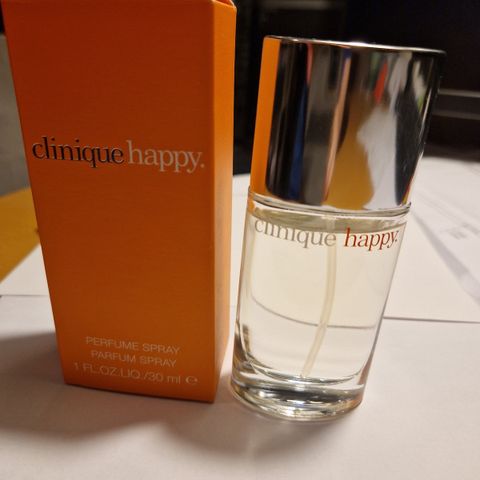 clinique happy.
PERFUME SPRAY
PARFUM SPRAY
1 FL.OZ.LIQ./30 ml ℮
clinique happy.